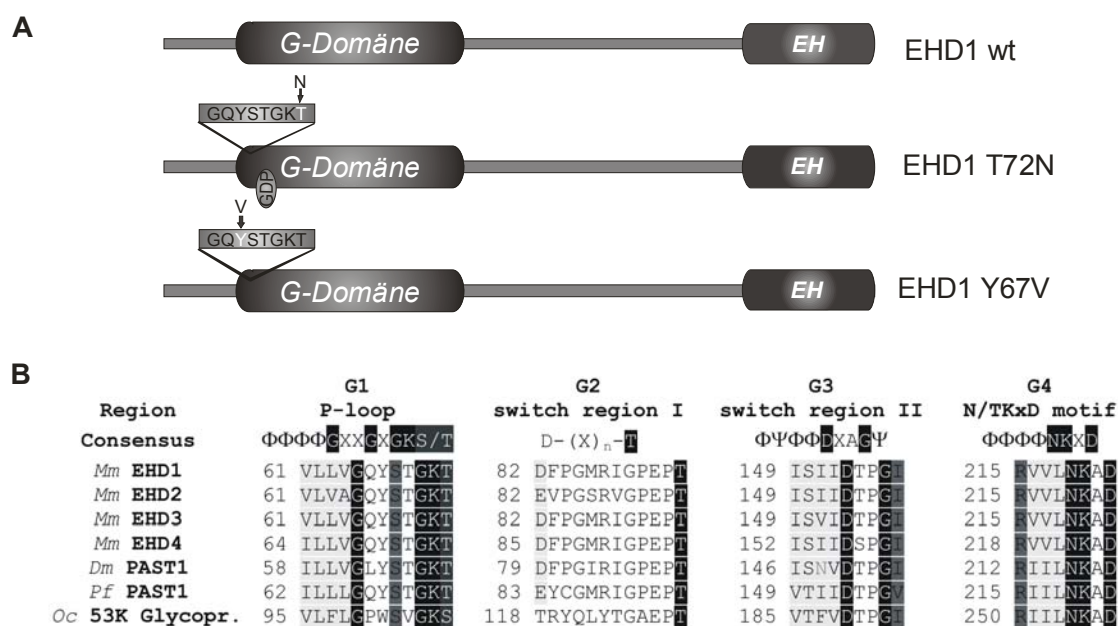 A
G-Domäne EH EHD1 wt
N
GQYSTGKT
G-Domäne EH EHD1 T72N
GDP
V
GQYSTGKT
G-Domäne EH EHD1 Y67V
B
G1 G2 G3 G4
Region P-loop switch region I switch region II N/TKxD motif
Consensus ΦΦΦΦGXXGXGKS/T D-(X)n-T ΦΨΦΦDXAGΨ ΦΦΦΦNKXD
Mm EHD1 61 VLLVGQYSTGKT 82 DFPGMRIGPEPT 149 ISIIDTPGI 215 RVVLNKAD
Mm EHD2 61 VLVAGQYSTGKT 82 EVPGSRVGPEPT 149 ISIIDTPGI 215 RVVLNKAD
Mm EHD3 61 VLLVGQYSTGKT 82 DFPGMRIGPEPT 149 ISVIDTPGI 215 RVVLNKAD
Mm EHD4 64 ILLVGQYSTGKT 85 DFPGMRIGPEPT 152 ISIIDSPGI 218 RVVLNKAD
Dm PAST1 58 ILLVGLYSTGKT 79 DFPGIRIGPEPT 146 ISNVDTPGI 215 RIILNKAD
Pf PAST1 62 ILLLGPYSTGKT 83 EYCGMRIGPEPT 149 VTIIDTPGV 215 RIILNKAD
Oc 53K Glycopr. 95 VLFLGPWSVGKS 118 TRYQLYTGAEPT 185 VTFVDTPGI 250 RIILNKAD